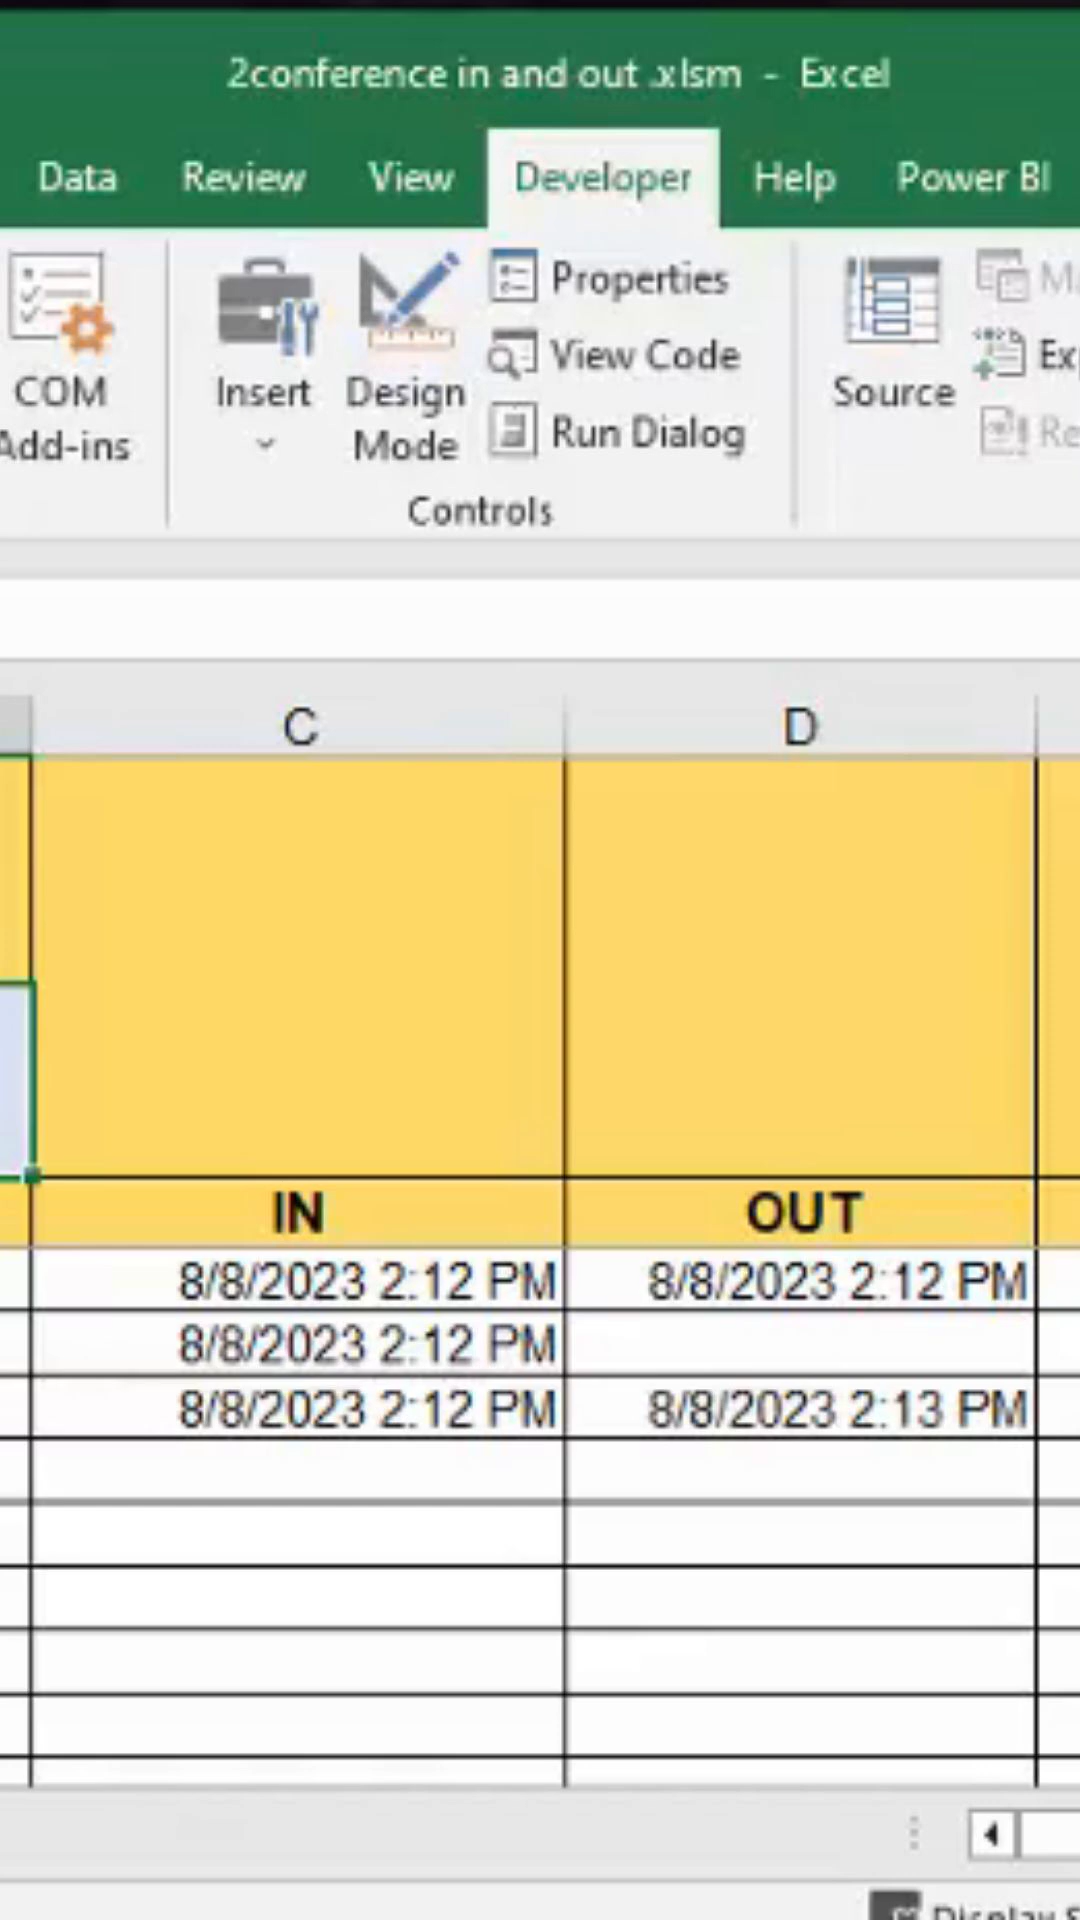 2conference in and out .xlsm - Excel
Data Review View Developer Help Power BI
COM Add-ins
Insert
Design Mode
Properties
View Code
Run Dialog
Controls
Source
C D
IN OUT
8/8/2023 2:12 PM 8/8/2023 2:12 PM
8/8/2023 2:12 PM
8/8/2023 2:12 PM 8/8/2023 2:13 PM
Display